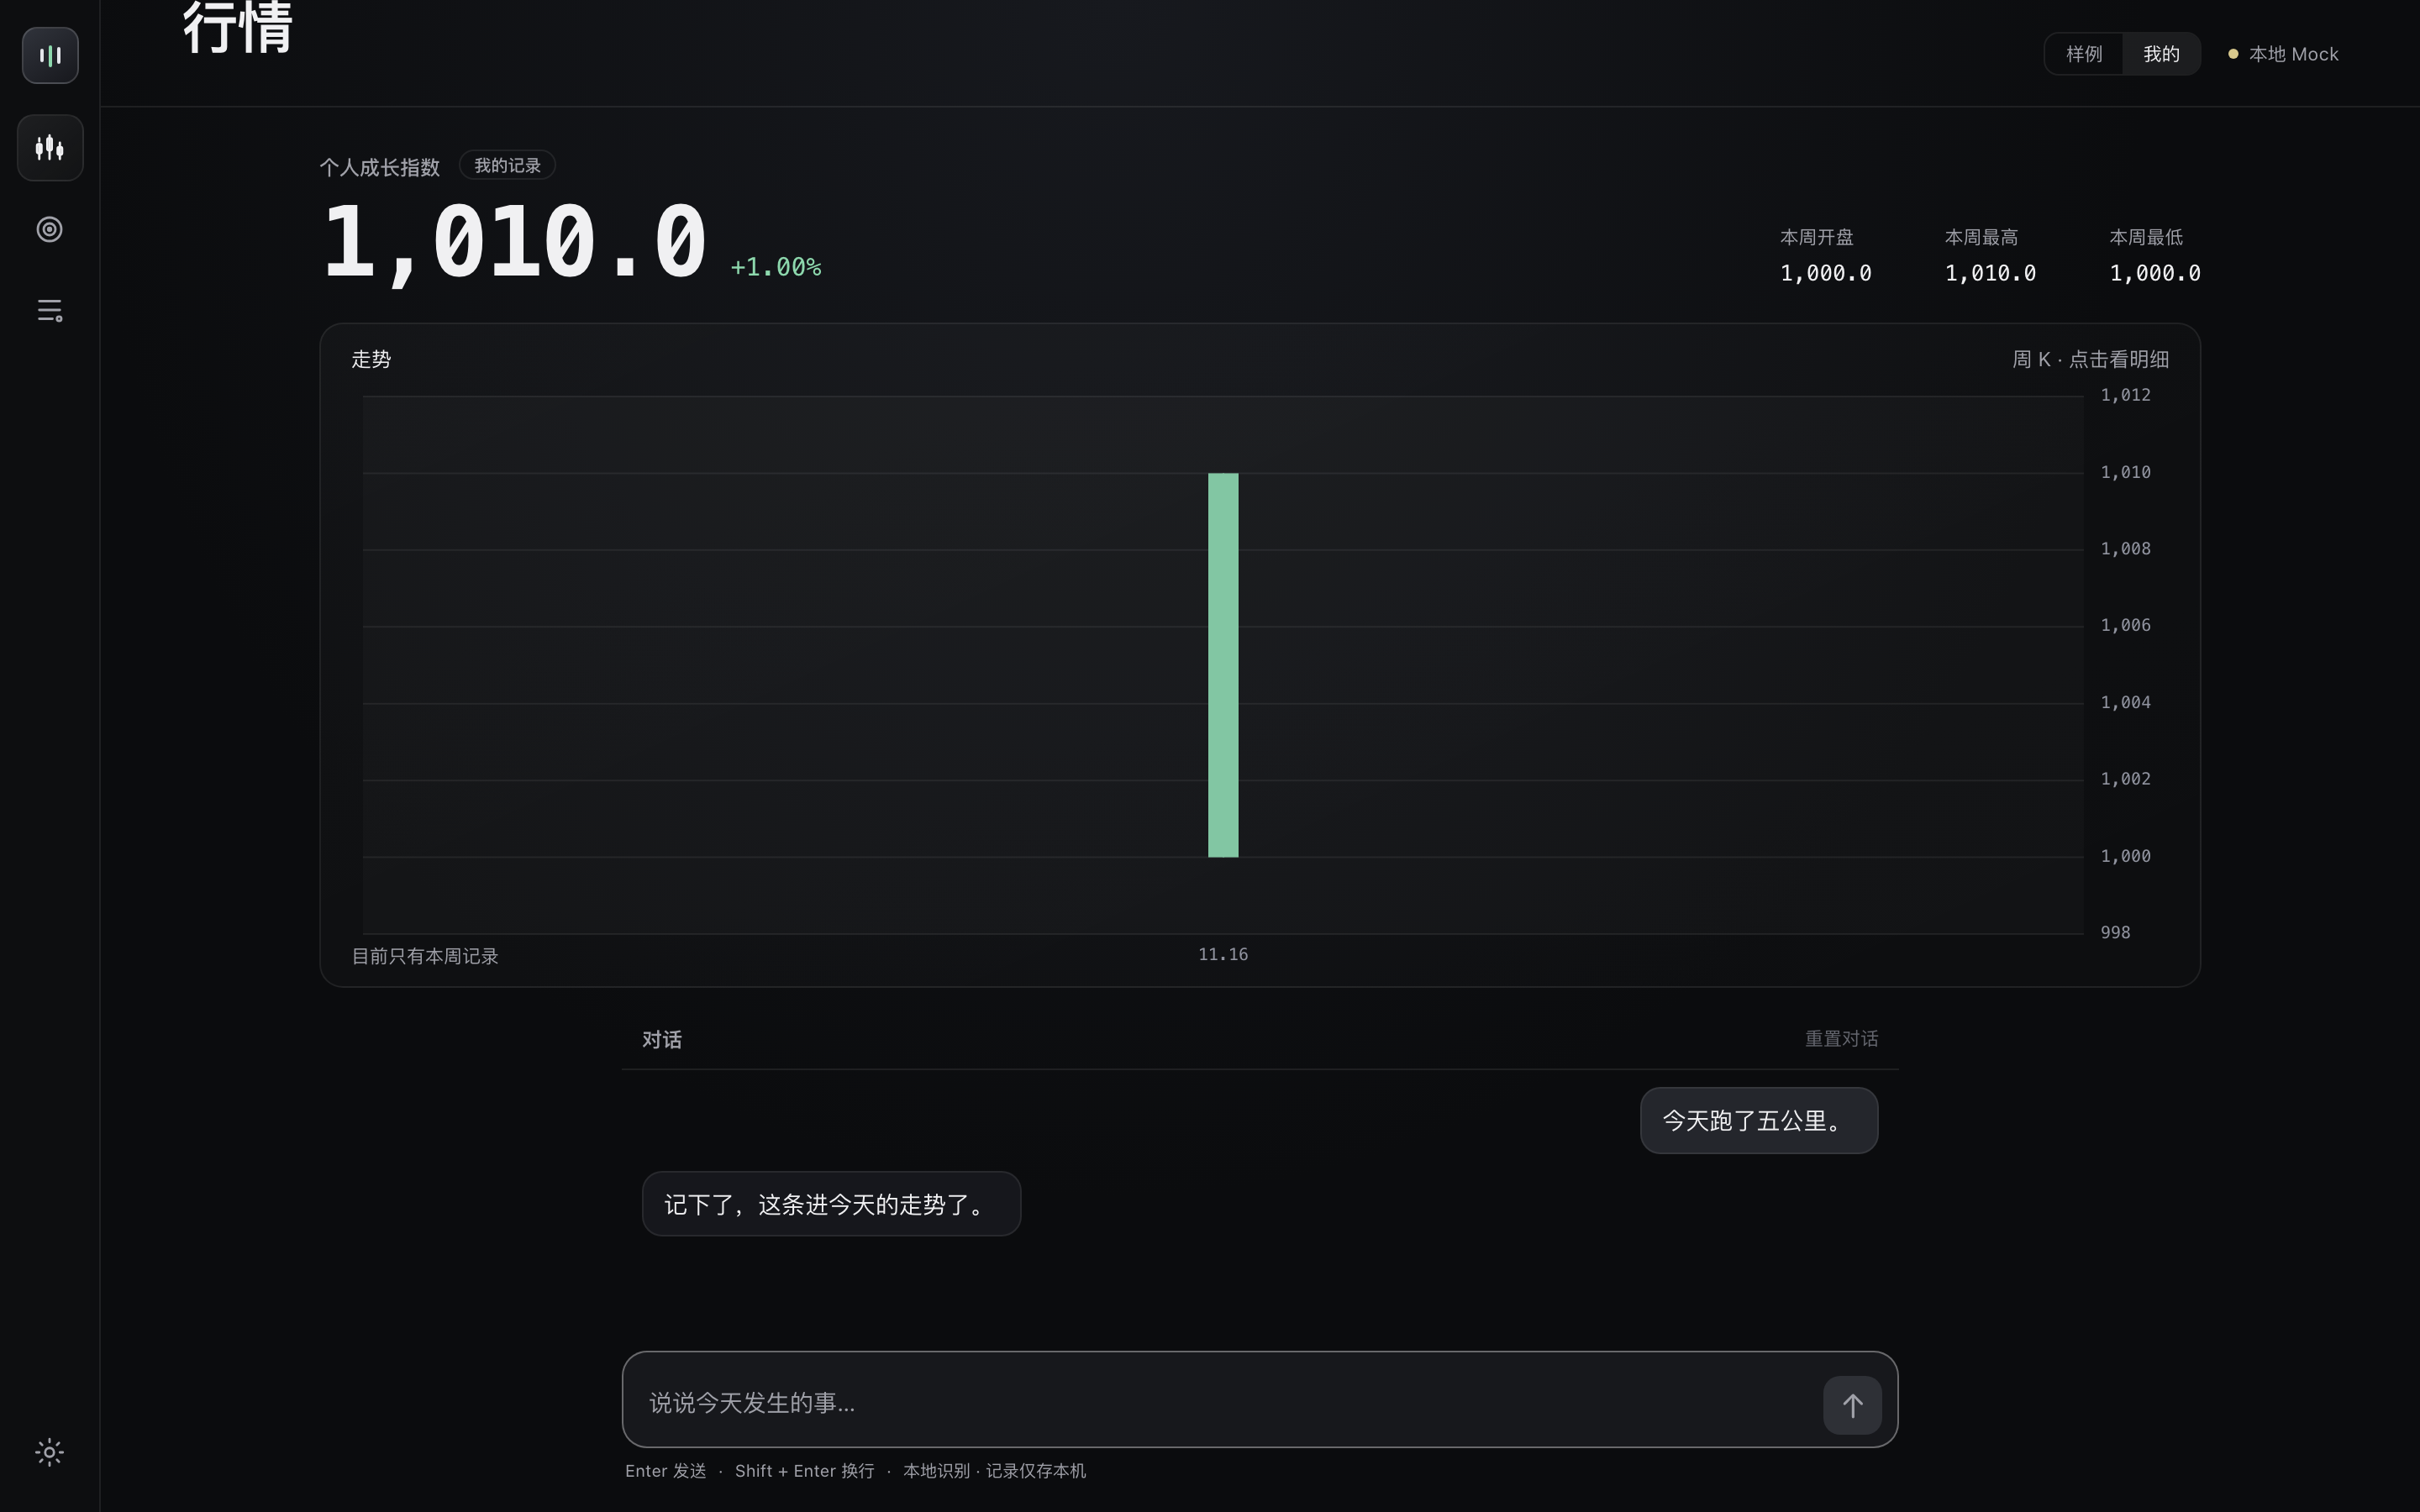 行情
样例 我的 本地 Mock
个人成长指数 我的记录
1,010.0 +1.00%
本周开盘 本周最高 本周最低
1,000.0 1,010.0 1,000.0
走势 周 K · 点击看明细
1,012
1,010
1,008
1,006
1,004
1,002
1,000
998
目前只有本周记录 11.16
对话 重置对话
今天跑了五公里。
记下了，这条进今天的走势了。
说说今天发生的事...
Enter 发送 · Shift + Enter 换行 · 本地识别 · 记录仅存本机